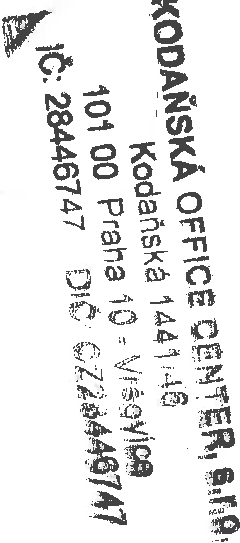 KODAŇSKÁ OFFICE CENTER, s.r.o.
Kodaňská 1441/46
101 00 Praha 10 - Vršovice
IČ: 28446747 DIČ: CZ28446747